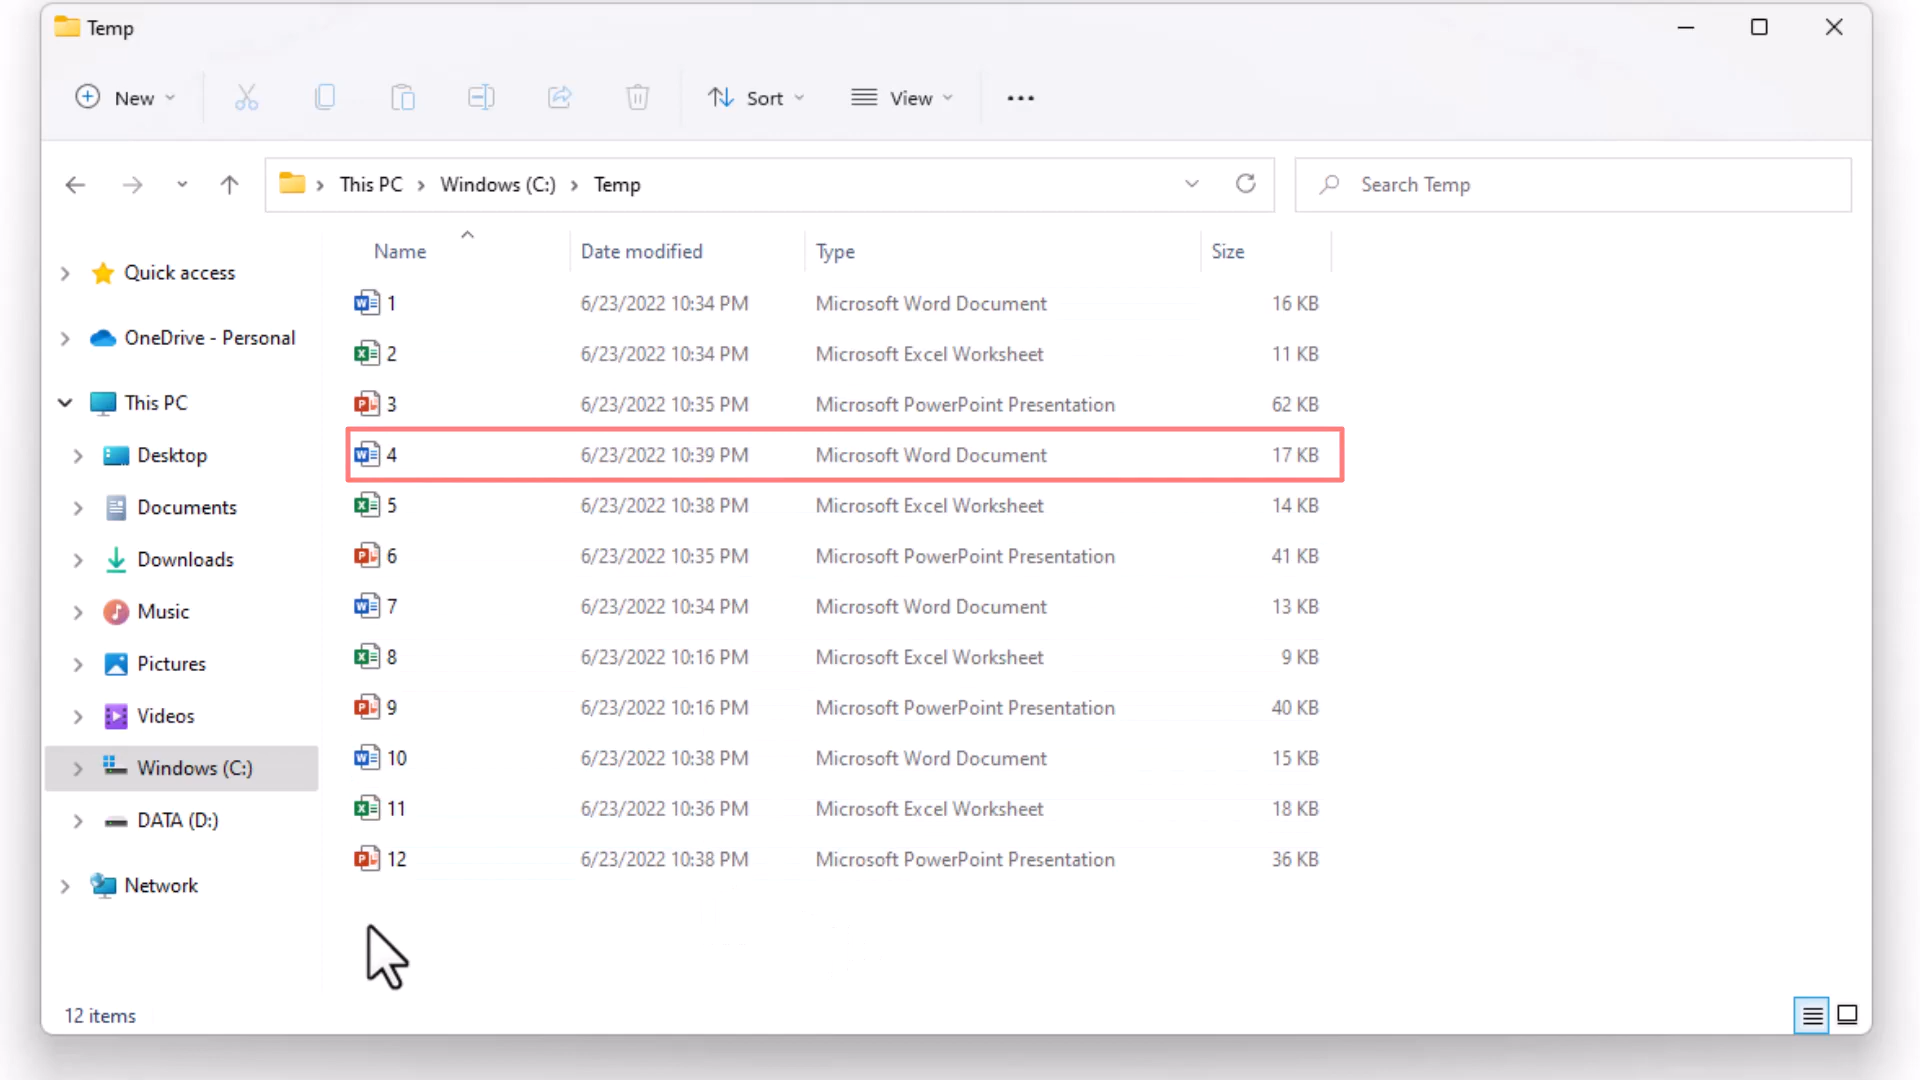 Temp
New
Sort
View
This PC > Windows (C:) > Temp
Search Temp
Quick access
OneDrive - Personal
This PC
Desktop
Documents
Downloads
Music
Pictures
Videos
Windows (C:)
DATA (D:)
Network
Name Date modified Type Size
1 6/23/2022 10:34 PM Microsoft Word Document 16 KB
2 6/23/2022 10:34 PM Microsoft Excel Worksheet 11 KB
3 6/23/2022 10:35 PM Microsoft PowerPoint Presentation 62 KB
4 6/23/2022 10:39 PM Microsoft Word Document 17 KB
5 6/23/2022 10:38 PM Microsoft Excel Worksheet 14 KB
6 6/23/2022 10:35 PM Microsoft PowerPoint Presentation 41 KB
7 6/23/2022 10:34 PM Microsoft Word Document 13 KB
8 6/23/2022 10:16 PM Microsoft Excel Worksheet 9 KB
9 6/23/2022 10:16 PM Microsoft PowerPoint Presentation 40 KB
10 6/23/2022 10:38 PM Microsoft Word Document 15 KB
11 6/23/2022 10:36 PM Microsoft Excel Worksheet 18 KB
12 6/23/2022 10:38 PM Microsoft PowerPoint Presentation 36 KB
12 items